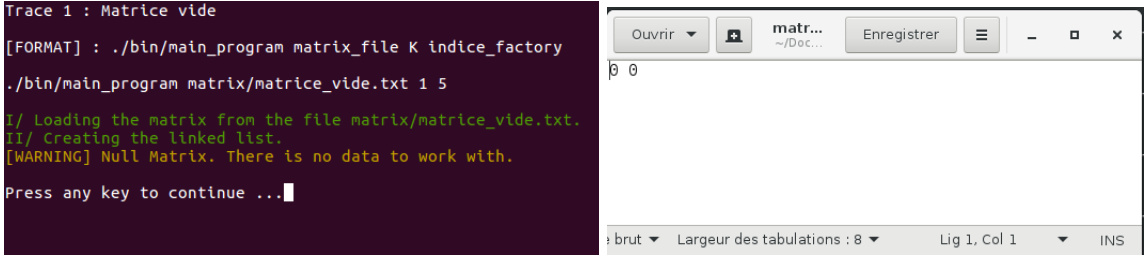 Trace 1 : Matrice vide
[FORMAT] : ./bin/main_program matrix_file K indice_factory
./bin/main_program matrix/matrice_vide.txt 1 5
I/ Loading the matrix from the file matrix/matrice_vide.txt.
II/ Creating the linked list.
[WARNING] Null Matrix. There is no data to work with.
Press any key to continue ...
Ouvrir
matr...
~/Doc...
Enregistrer
0 0
brut
Largeur des tabulations : 8
Lig 1, Col 1
INS